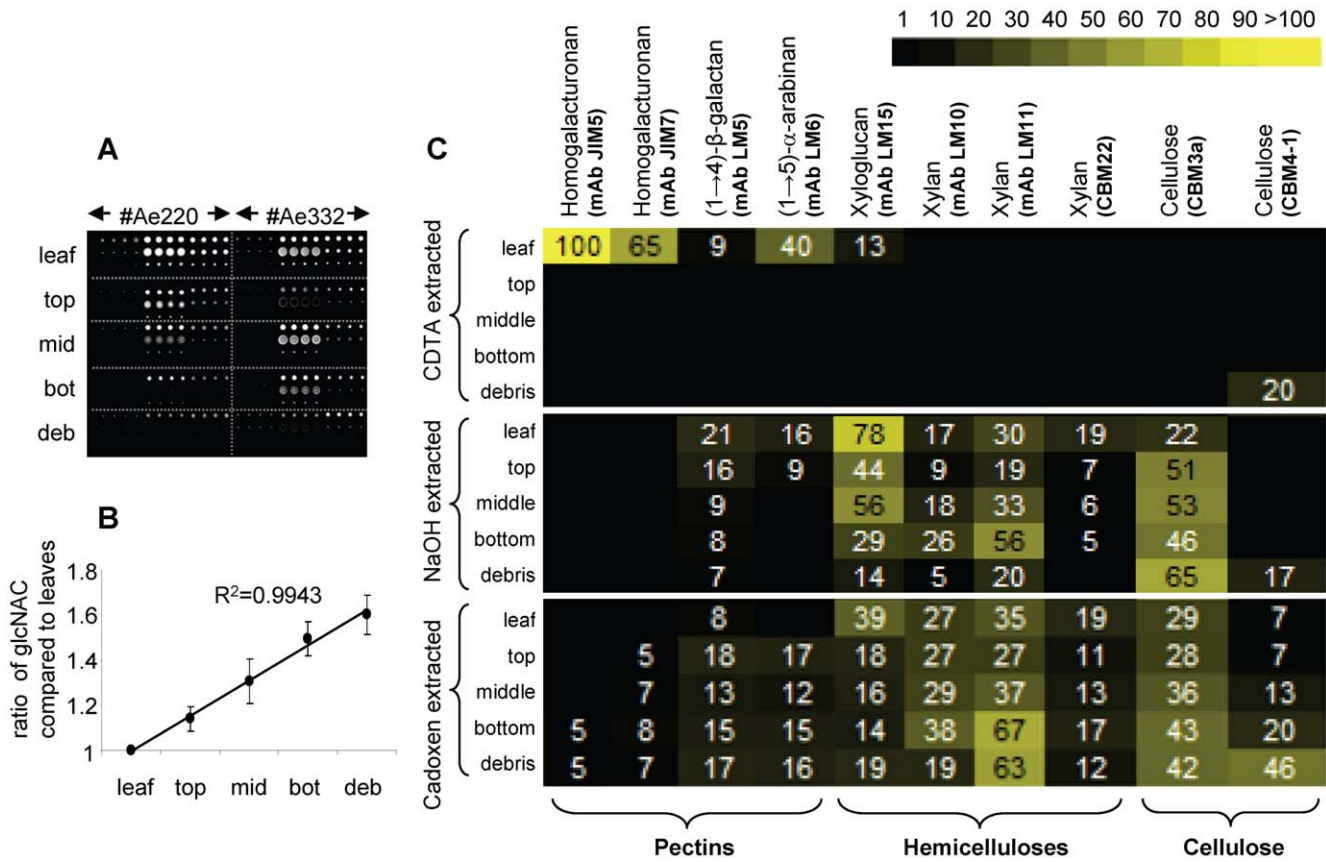 A
#Ae220 #Ae332
leaf
top
mid
bot
deb
B
ratio of glcNAC
compared to leaves
R²=0.9943
1.8
1.6
1.4
1.2
1
leaf top mid bot deb
C
1 10 20 30 40 50 60 70 80 90 >100
Homogalacturonan
(mAb JIM5)
Homogalacturonan
(mAb JIM7)
(1→4)-β-galactan
(mAb LM5)
(1→5)-α-arabinan
(mAb LM6)
Xyloglucan
(mAb LM15)
Xylan
(mAb LM10)
Xylan
(mAb LM11)
Xylan
(CBM22)
Cellulose
(CBM3a)
Cellulose
(CBM4-1)
CDTA extracted
leaf 100 65 9 40 13
top
middle
bottom
debris 20
NaOH extracted
leaf 21 16 78 17 30 19 22
top 16 9 44 9 19 7 51
middle 9 56 18 33 6 53
bottom 8 29 26 56 5 46
debris 7 14 5 20 65 17
Cadoxen extracted
leaf 8 39 27 35 19 29 7
top 5 18 17 18 27 27 11 28 7
middle 7 13 12 16 29 37 13 36 13
bottom 5 8 15 15 14 38 67 17 43 20
debris 5 7 17 16 19 19 63 12 42 46
Pectins Hemicelluloses Cellulose